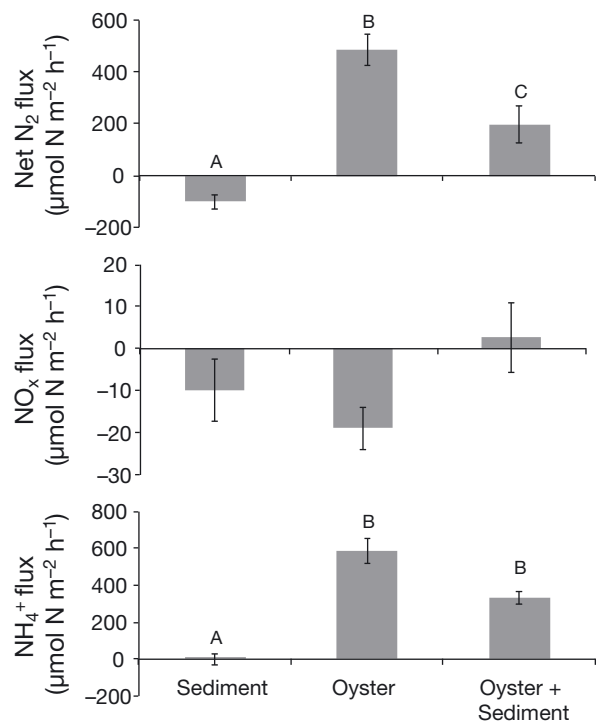 Net N₂ flux
(µmol N m⁻² h⁻¹)
600
400
200
0
−200
A
B
C
NOₓ flux
(µmol N m⁻² h⁻¹)
20
10
0
−10
−20
−30
NH₄⁺ flux
(µmol N m⁻² h⁻¹)
800
600
400
200
0
−200
A
B
B
Sediment
Oyster
Oyster +
Sediment